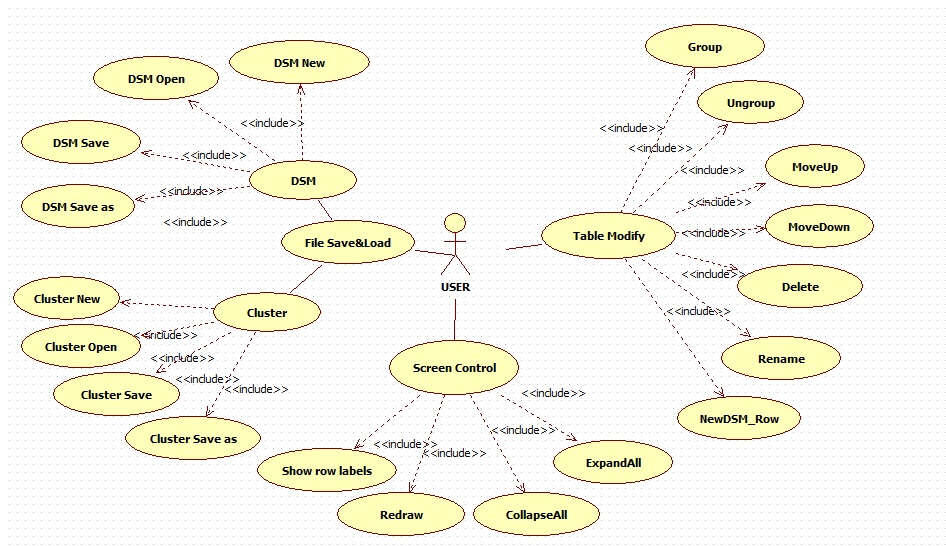 Group
DSM New
DSM Open
Ungroup
<<include>>
<<include>>
DSM Save
<<include>>
<<include>>
MoveUp
<<include>>
DSM
<<include>>
<<include>>
DSM Save as
<<include>>
MoveDown
<<include>>
Table Modify
File Save&Load
<<include>>
Delete
USER
Cluster New
Cluster
<<include>>
<<include>>
Cluster Open
<<include>>
Rename
Screen Control
<<include>>
<<include>>
<<include>>
Cluster Save
NewDSM_Row
<<include>>
Cluster Save as
<<include>>
<<include>>
ExpandAll
Show row labels
Redraw
CollapseAll